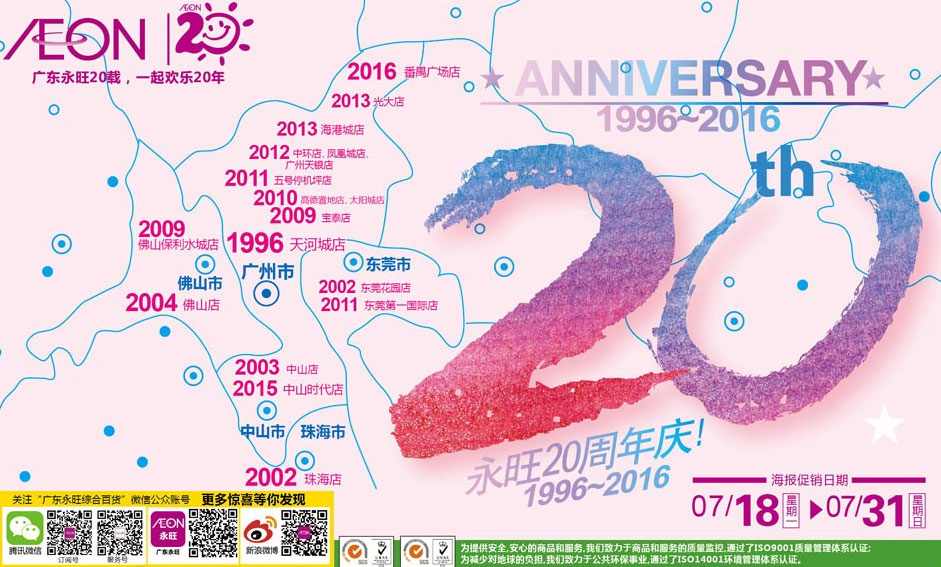 ÆON
ÆON
20
广东永旺20载，一起欢乐20年
★ANNIVERSARY★
1996~2016
20th
2016 番禺广场店
2013 光大店
2013 海港城店
2012 中环店、凤凰城店、
广州天银店
2011 五号停机坪店
2010 高德置地店、太阳城店
2009 宝泰店
1996 天河城店
广州市
2009
佛山保利水城店
佛山市
2004 佛山店
东莞市
2002 东莞花园店
2011 东莞第一国际店
2003 中山店
2015 中山时代店
中山市
珠海市
2002 珠海店
永旺20周年庆！
1996~2016
海报促销日期
07/18 星期一 ▶ 07/31 星期日
关注“广东永旺综合百货”微信公众账号 更多惊喜等你发现
腾讯微信
订阅号
服务号
ÆON
永旺
广东永旺
新浪微博
SGS
UKAS
SGS
UKAS
为提供安全,安心的商品和服务,我们致力于商品和服务的质量监控,通过了ISO9001质量管理体系认证;
为减少对地球的负担,我们致力于公共环保事业,通过了ISO14001环境管理体系认证。